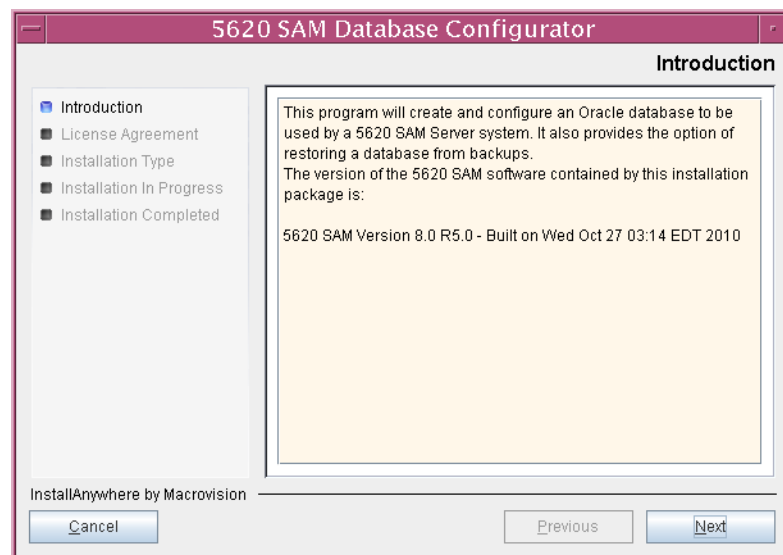 5620 SAM Database Configurator
Introduction
Introduction
License Agreement
Installation Type
Installation In Progress
Installation Completed
This program will create and configure an Oracle database to be
used by a 5620 SAM Server system. It also provides the option of
restoring a database from backups.
The version of the 5620 SAM software contained by this installation
package is:
5620 SAM Version 8.0 R5.0 - Built on Wed Oct 27 03:14 EDT 2010
InstallAnywhere by Macrovision
Cancel
Previous
Next